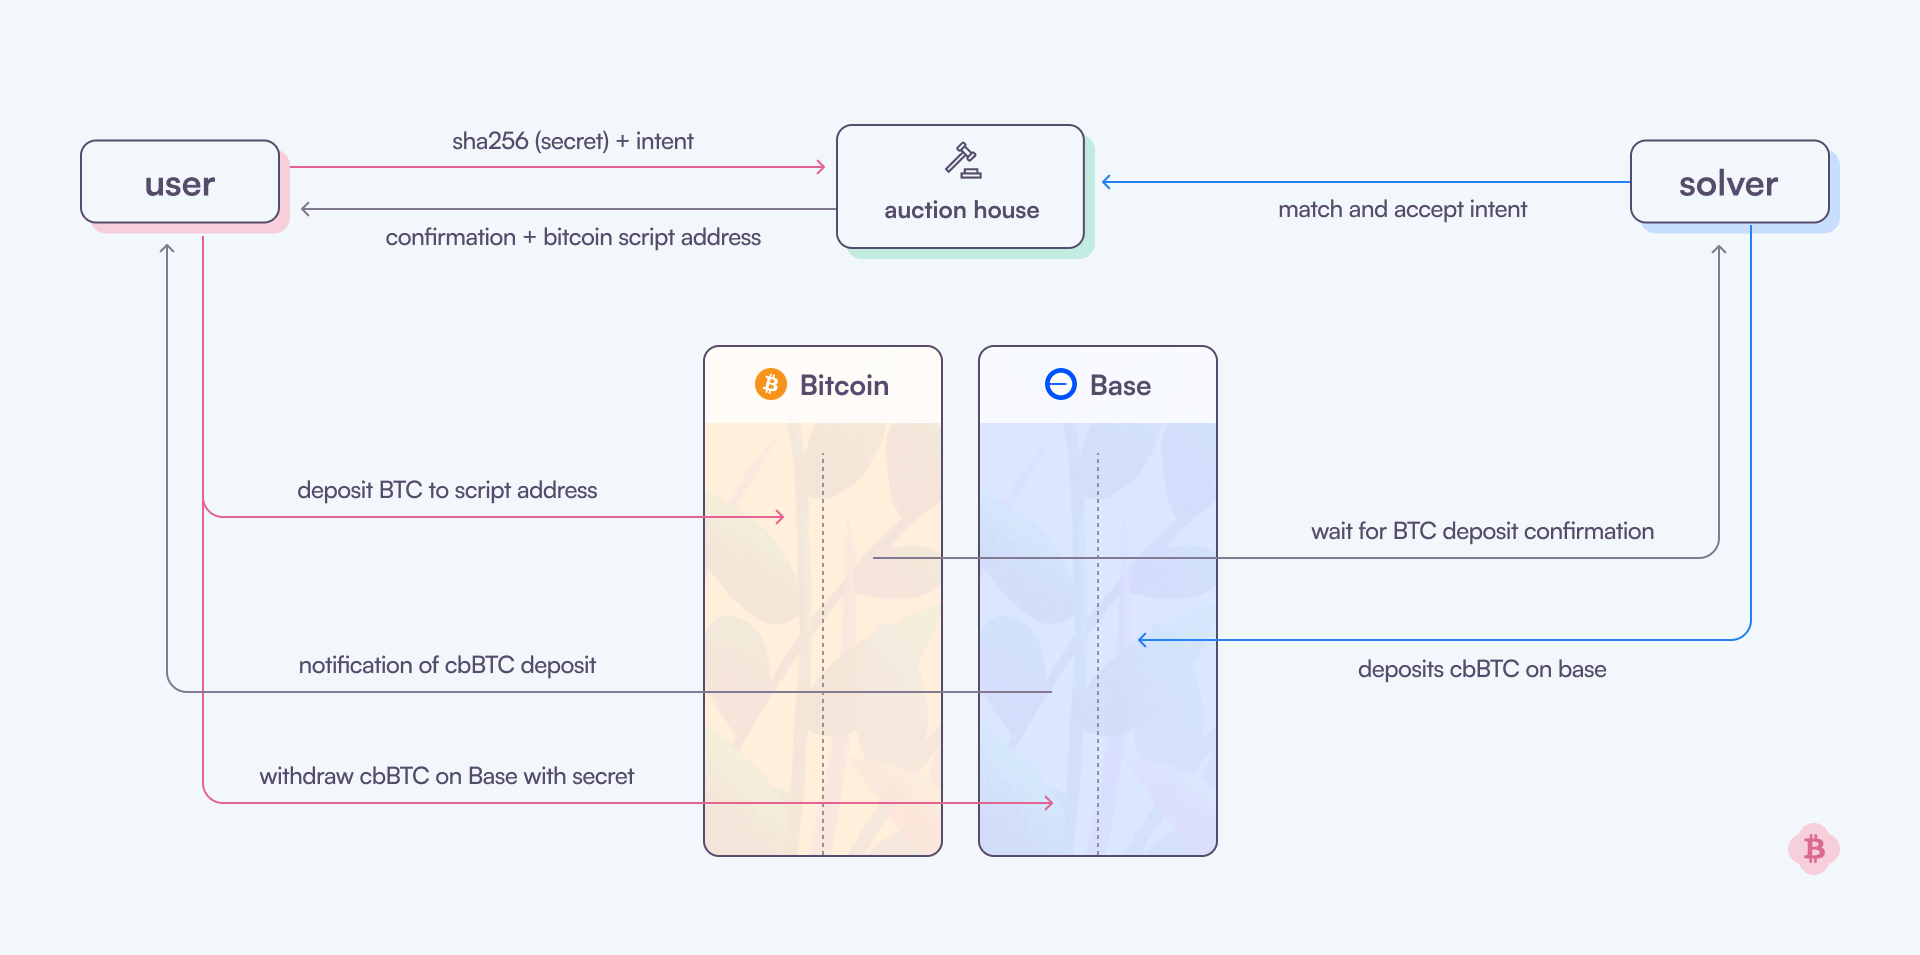 sha256 (secret) + intent
user
auction house
solver
match and accept intent
confirmation + bitcoin script address
Bitcoin
Base
deposit BTC to script address
wait for BTC deposit confirmation
notification of cbBTC deposit
deposits cbBTC on base
withdraw cbBTC on Base with secret